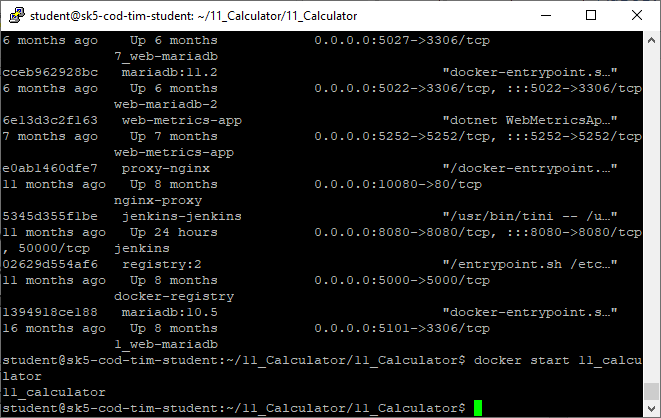 student@sk5-cod-tim-student: ~/11_Calculator/11_Calculator
6 months ago Up 6 months 0.0.0.0:5027->3306/tcp
7_web-mariadb
cceb962928bc mariadb:11.2 "docker-entrypoint.s…"
6 months ago Up 6 months 0.0.0.0:5022->3306/tcp, :::5022->3306/tcp
web-mariadb-2
6e13d3c2f163 web-metrics-app "dotnet WebMetricsAp…"
7 months ago Up 7 months 0.0.0.0:5252->5252/tcp, :::5252->5252/tcp
web-metrics-app
e0ab1460dfe7 proxy-nginx "/docker-entrypoint.…"
11 months ago Up 8 months 0.0.0.0:10080->80/tcp
nginx-proxy
5345d355f1be jenkins-jenkins "/usr/bin/tini -- /u…"
11 months ago Up 24 hours 0.0.0.0:8080->8080/tcp, :::8080->8080/tcp
, 50000/tcp jenkins
02629d554af6 registry:2 "/entrypoint.sh /etc…"
11 months ago Up 8 months 0.0.0.0:5000->5000/tcp
docker-registry
1394918ce188 mariadb:10.5 "docker-entrypoint.s…"
16 months ago Up 8 months 0.0.0.0:5101->3306/tcp
1_web-mariadb
student@sk5-cod-tim-student:~/11_Calculator/11_Calculator$ docker start 11_calcu
lator
11_calculator
student@sk5-cod-tim-student:~/11_Calculator/11_Calculator$